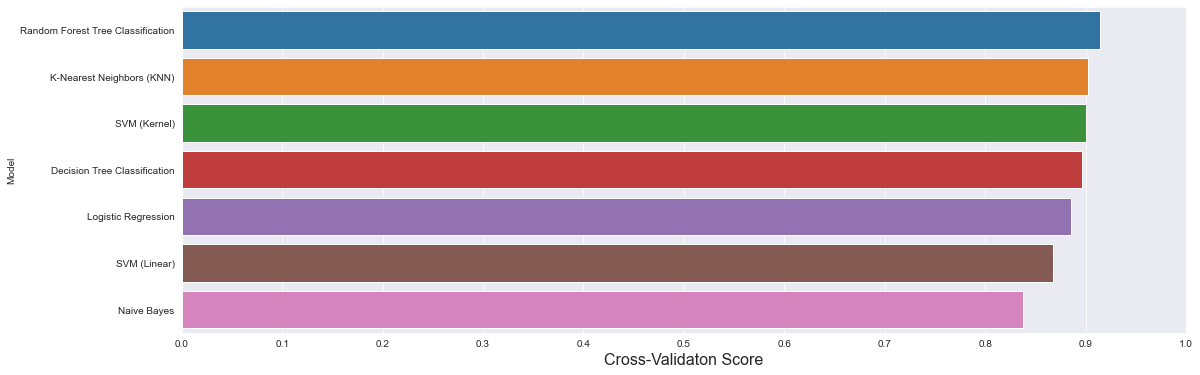 Random Forest Tree Classification
K-Nearest Neighbors (KNN)
SVM (Kernel)
Decision Tree Classification
Logistic Regression
SVM (Linear)
Naive Bayes
Model
0.0 0.1 0.2 0.3 0.4 0.5 0.6 0.7 0.8 0.9 1.0
Cross-Validaton Score